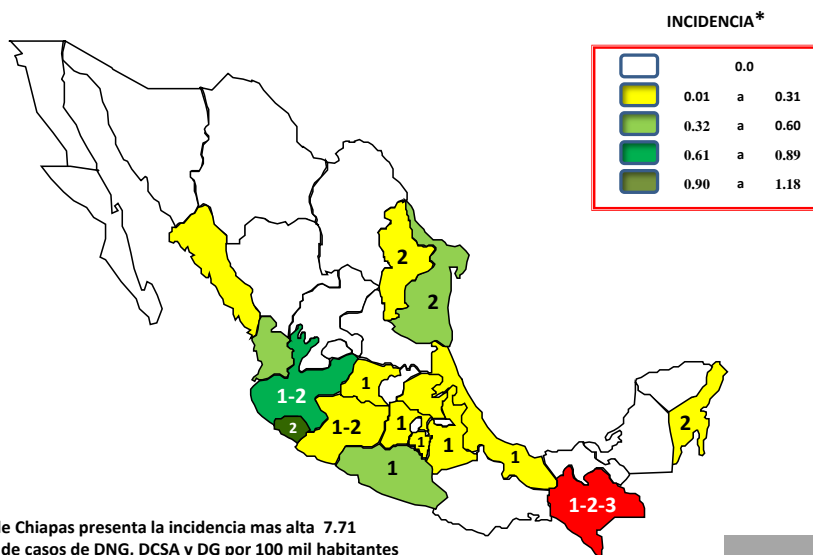 INCIDENCIA*
0.0
0.01 a 0.31
0.32 a 0.60
0.61 a 0.89
0.90 a 1.18
2
2
1
1-2
2
1-2
1
1
1
1
1
2
1-2-3
de Chiapas presenta la incidencia mas alta 7.71
de casos de DNG, DCSA y DG por 100 mil habitantes